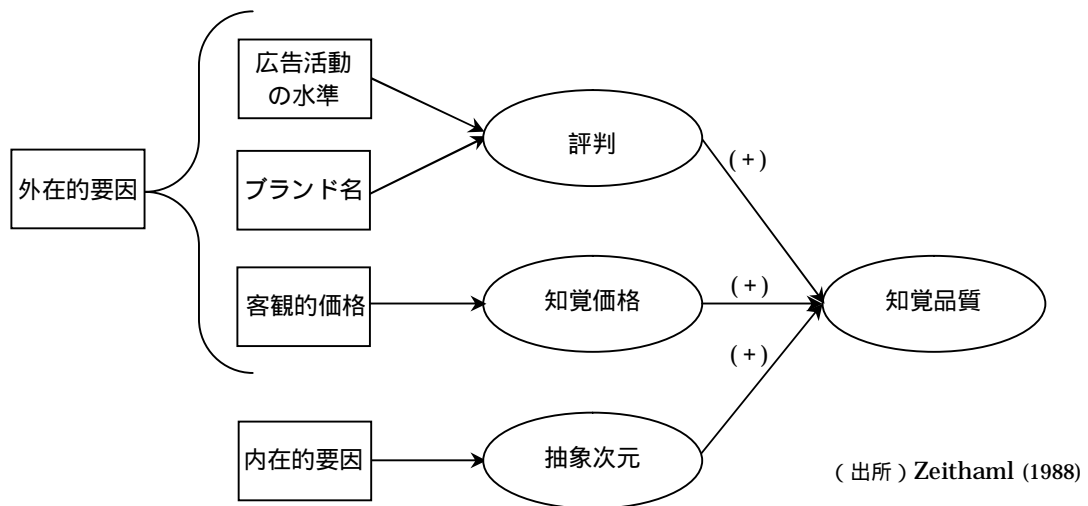 広告活動
の水準
評判
(+)
外在的要因
ブランド名
客観的価格
知覚価格
(+)
知覚品質
(+)
内在的要因
抽象次元
(出所) Zeithaml (1988)